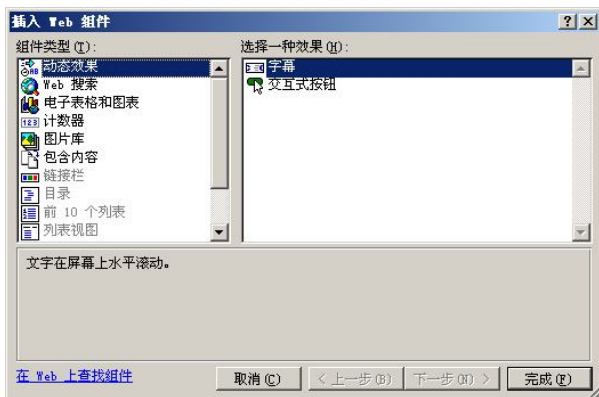 插入 Web 组件
组件类型(T):
选择一种效果(H):
动态效果
Web 搜索
电子表格和图表
计数器
图片库
包含内容
链接栏
目录
前 10 个列表
列表视图
字幕
交互式按钮
文字在屏幕上水平滚动。
在 Web 上查找组件
取消(C)
< 上一步(B)
下一步(N) >
完成(F)